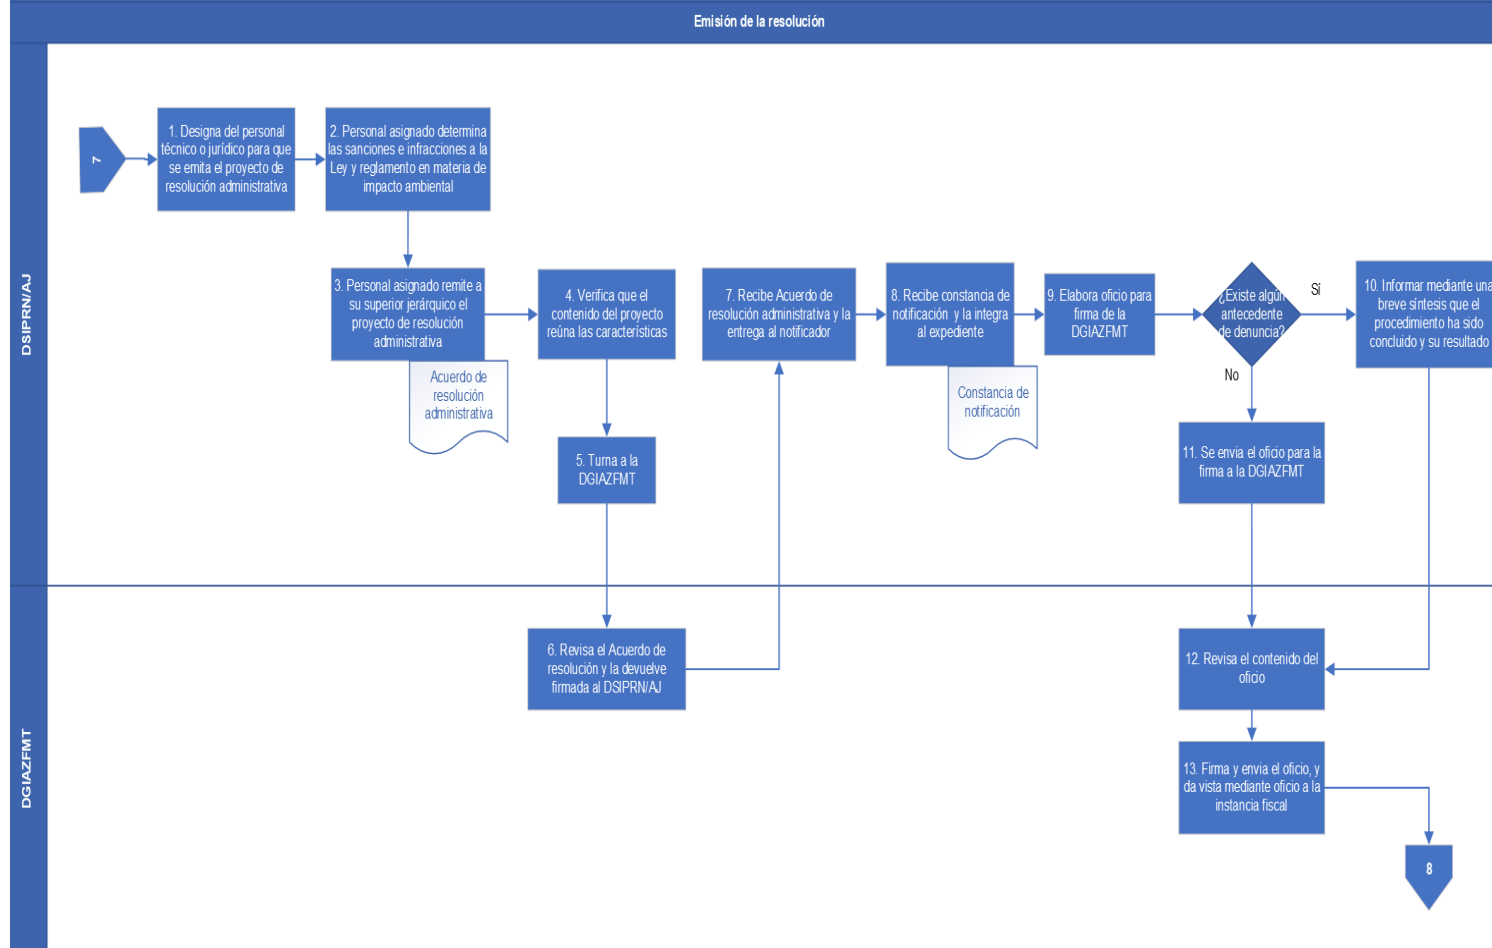 Emisión de la resolución
DSIPRN/AJ
7
1. Designa del personal
técnico o jurídico para que
se emita el proyecto de
resolución administrativa
2. Personal asignado determina
las sanciones e infracciones a la
Ley y reglamento en materia de
impacto ambiental
3. Personal asignado remite a
su superior jerárquico el
proyecto de resolución
administrativa
Acuerdo de
resolución
administrativa
4. Verifica que el
contenido del proyecto
reúna las características
5. Turna a la
DGIAZFMT
7. Recibe Acuerdo de
resolución administrativa y la
entrega al notificador
8. Recibe constancia de
notificación y la integra
al expediente
Constancia de
notificación
9. Elabora oficio para
firma de la
DGIAZFMT
¿Existe algún
antecedente
de denuncia?
Sí
No
10. Informar mediante una
breve síntesis que el
procedimiento ha sido
concluido y su resultado
11. Se envia el oficio para la
firma a la DGIAZFMT
DGIAZFMT
6. Revisa el Acuerdo de
resolución y la devuelve
firmada al DSIPRN/AJ
12. Revisa el contenido del
oficio
13. Firma y envia el oficio, y
da vista mediante oficio a la
instancia fiscal
8